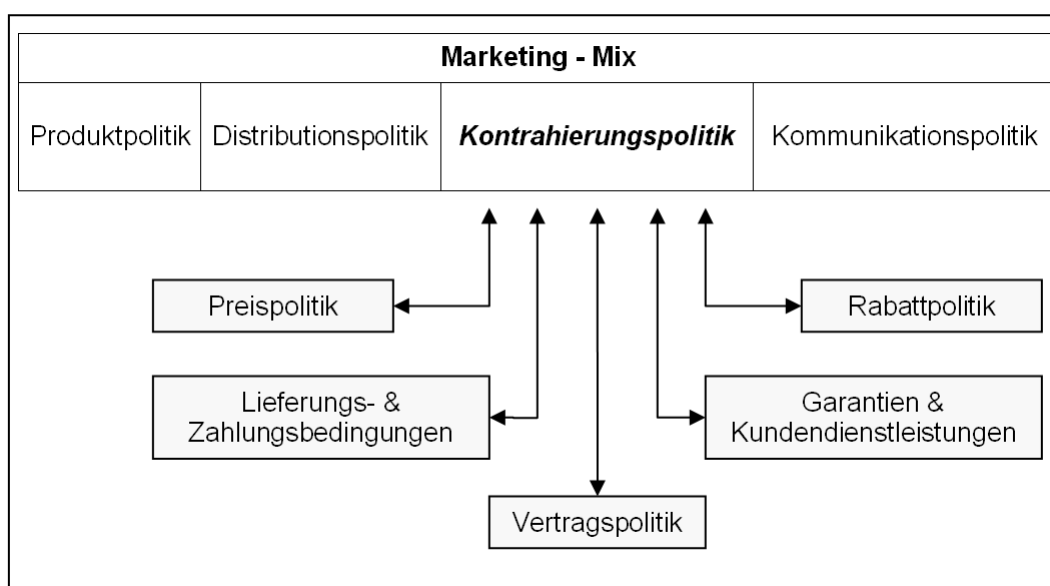 Marketing - Mix
Produktpolitik
Distributionspolitik
Kontrahierungspolitik
Kommunikationspolitik
Preispolitik
Rabattpolitik
Lieferungs- &
Zahlungsbedingungen
Garantien &
Kundendienstleistungen
Vertragspolitik